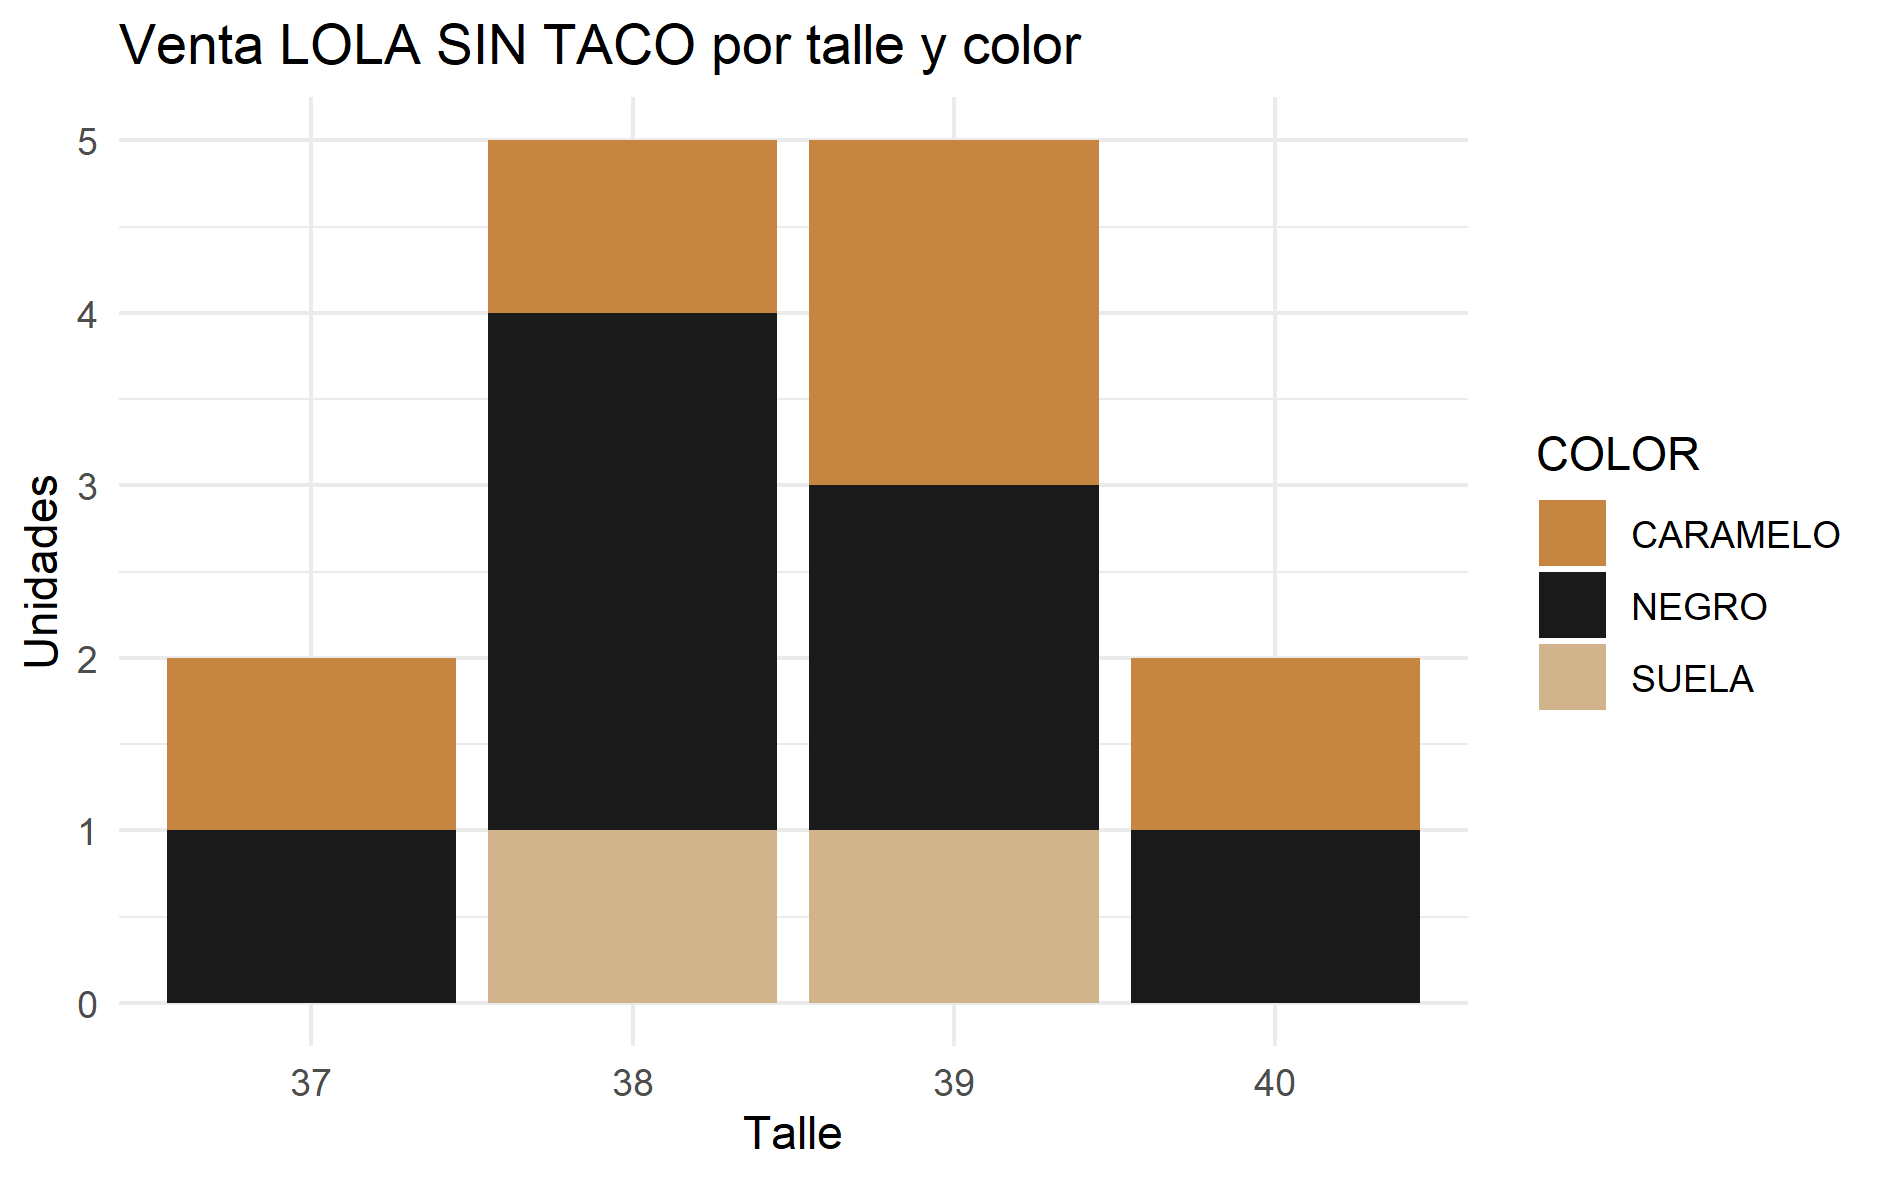 Venta LOLA SIN TACO por talle y color
Unidades
5
4
3
2
1
0
37 38 39 40
Talle
COLOR
CARAMELO
NEGRO
SUELA